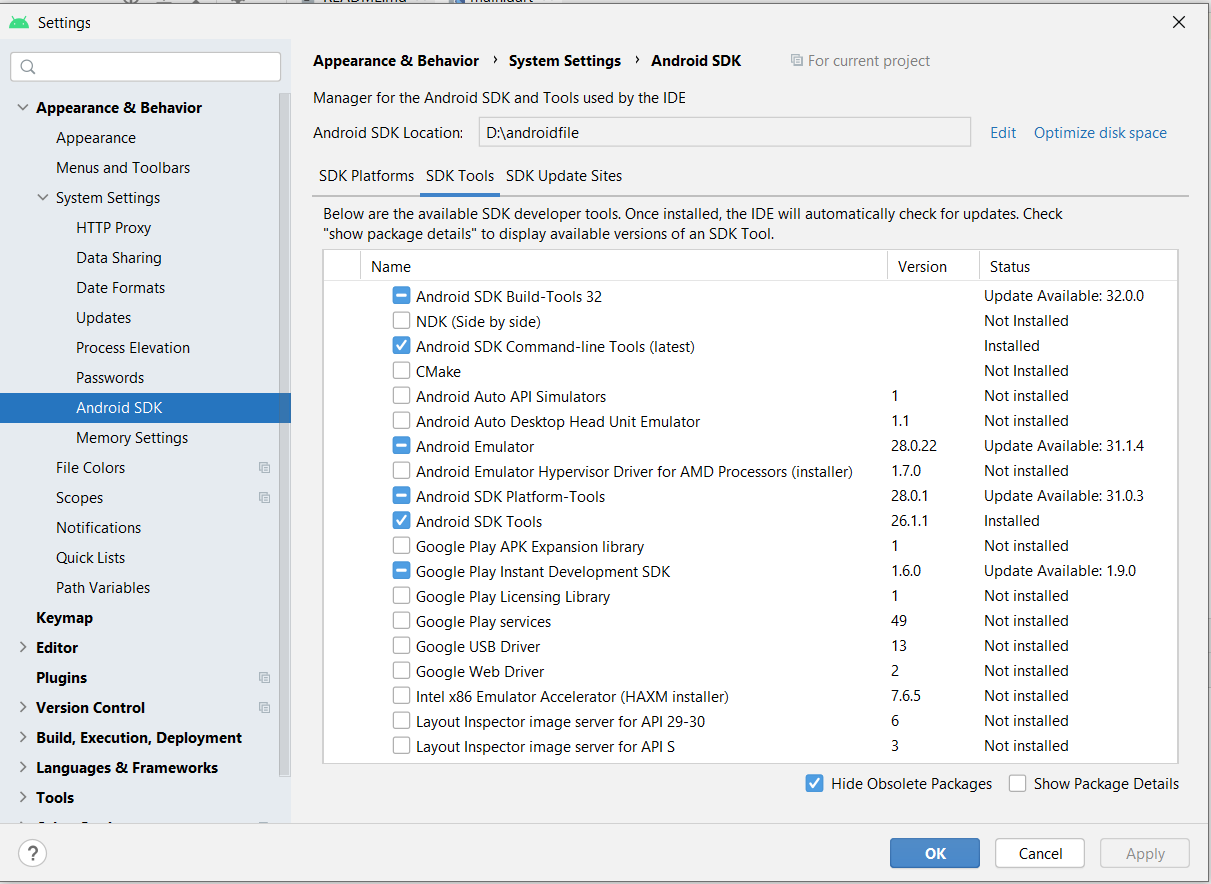 Settings
Appearance & Behavior
Appearance
Menus and Toolbars
System Settings
HTTP Proxy
Data Sharing
Date Formats
Updates
Process Elevation
Passwords
Android SDK
Memory Settings
File Colors
Scopes
Notifications
Quick Lists
Path Variables
Keymap
Editor
Plugins
Version Control
Build, Execution, Deployment
Languages & Frameworks
Tools
Appearance & Behavior › System Settings › Android SDK For current project
Manager for the Android SDK and Tools used by the IDE
Android SDK Location: D:\androidfile Edit Optimize disk space
SDK Platforms SDK Tools SDK Update Sites
Below are the available SDK developer tools. Once installed, the IDE will automatically check for updates. Check
"show package details" to display available versions of an SDK Tool.
Name Version Status
Android SDK Build-Tools 32 Update Available: 32.0.0
NDK (Side by side) Not Installed
Android SDK Command-line Tools (latest) Installed
CMake Not Installed
Android Auto API Simulators 1 Not installed
Android Auto Desktop Head Unit Emulator 1.1 Not installed
Android Emulator 28.0.22 Update Available: 31.1.4
Android Emulator Hypervisor Driver for AMD Processors (installer) 1.7.0 Not installed
Android SDK Platform-Tools 28.0.1 Update Available: 31.0.3
Android SDK Tools 26.1.1 Installed
Google Play APK Expansion library 1 Not installed
Google Play Instant Development SDK 1.6.0 Update Available: 1.9.0
Google Play Licensing Library 1 Not installed
Google Play services 49 Not installed
Google USB Driver 13 Not installed
Google Web Driver 2 Not installed
Intel x86 Emulator Accelerator (HAXM installer) 7.6.5 Not installed
Layout Inspector image server for API 29-30 6 Not installed
Layout Inspector image server for API S 3 Not installed
Hide Obsolete Packages Show Package Details
? OK Cancel Apply